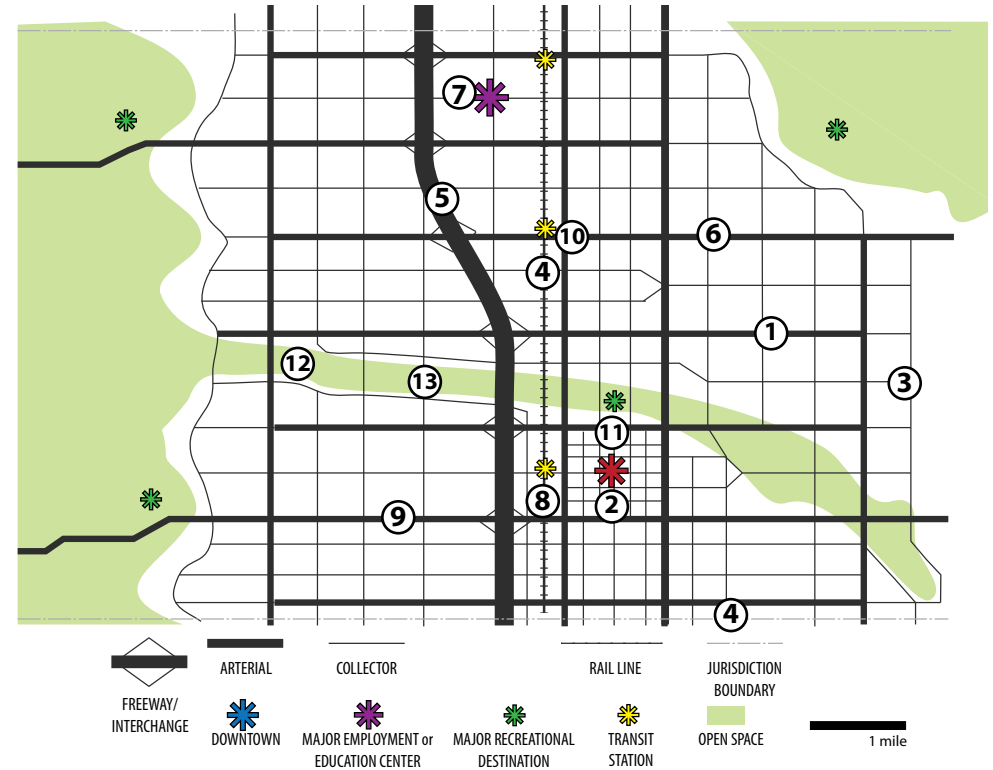 7
5
10
6
4
1
12
13
3
11
8
2
9
4
FREEWAY/
INTERCHANGE
ARTERIAL
COLLECTOR
RAIL LINE
JURISDICTION
BOUNDARY
DOWNTOWN
MAJOR EMPLOYMENT or
EDUCATION CENTER
MAJOR RECREATIONAL
DESTINATION
TRANSIT
STATION
OPEN SPACE
1 mile